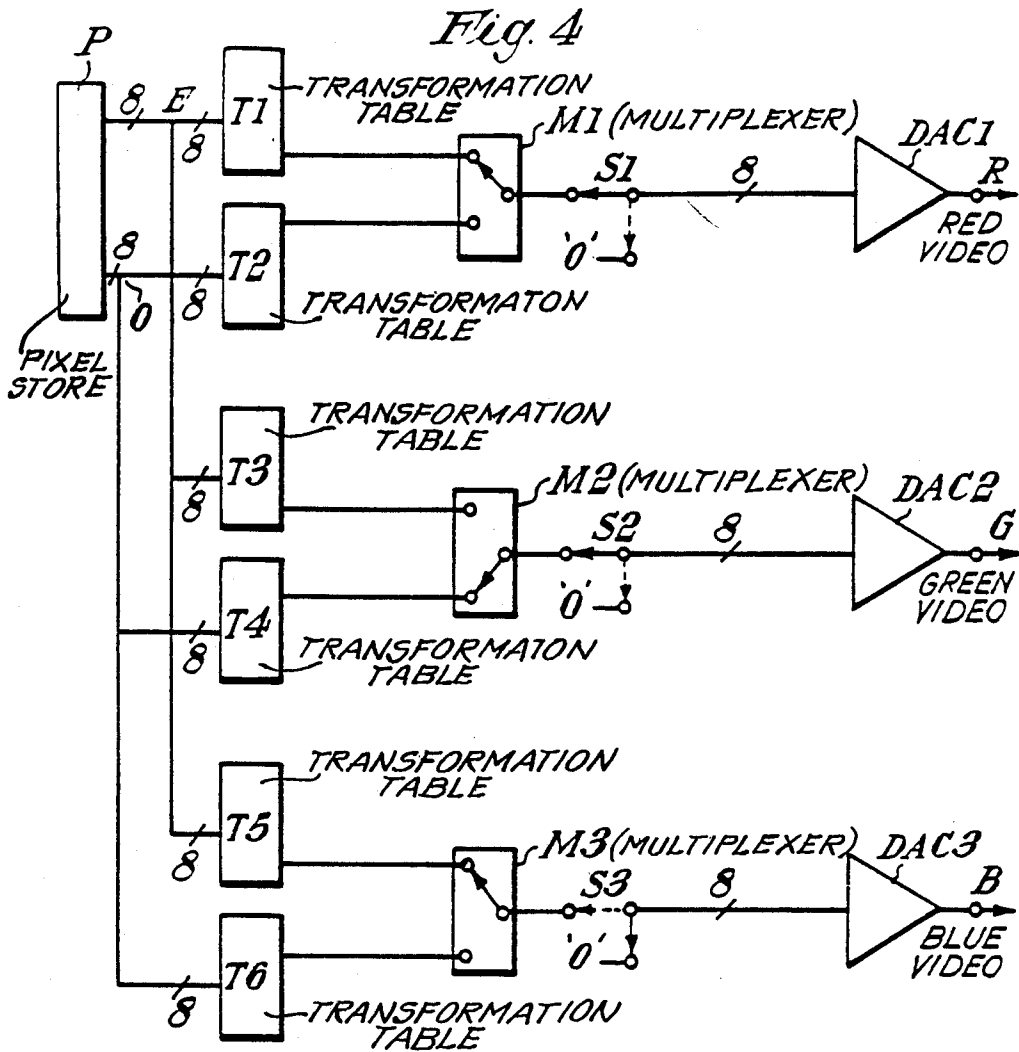 Fig. 4
P
8
E
8
T1
TRANSFORMATION
TABLE
M1 (MULTIPLEXER)
S1
'0'
8
DAC1
R
RED
VIDEO
8
0
8
T2
TRANSFORMATON
TABLE
PIXEL
STORE
TRANSFORMATION
TABLE
T3
8
M2 (MULTIPLEXER)
S2
'0'
8
DAC2
G
GREEN
VIDEO
T4
8
TRANSFORMATON
TABLE
TRANSFORMATION
TABLE
T5
8
M3 (MULTIPLEXER)
S3
'0'
8
DAC3
B
BLUE
VIDEO
T6
8
TRANSFORMATION
TABLE